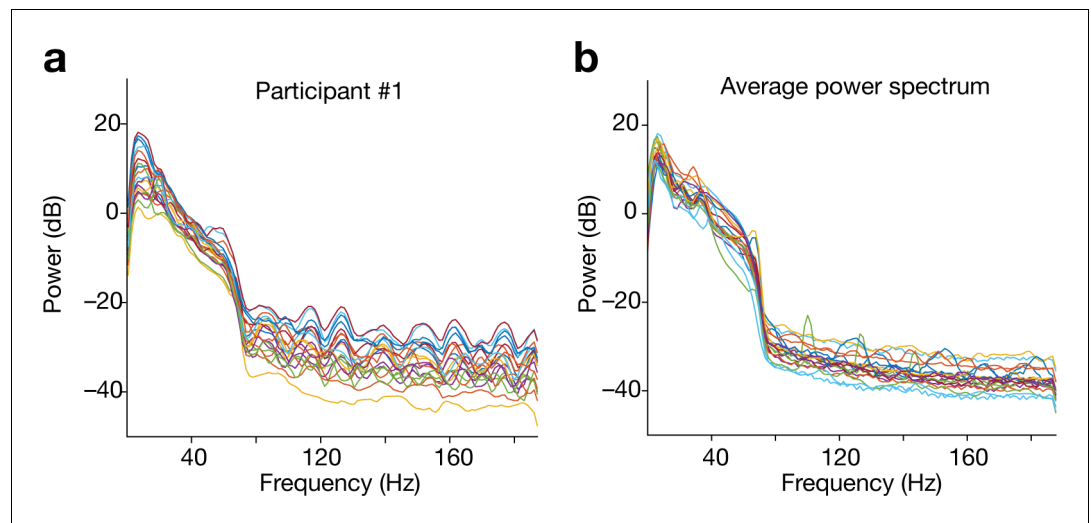 a
Participant #1
20
0
−20
−40
Power (dB)
40 120 160
Frequency (Hz)
b
Average power spectrum
20
0
−20
−40
Power (dB)
40 120 160
Frequency (Hz)